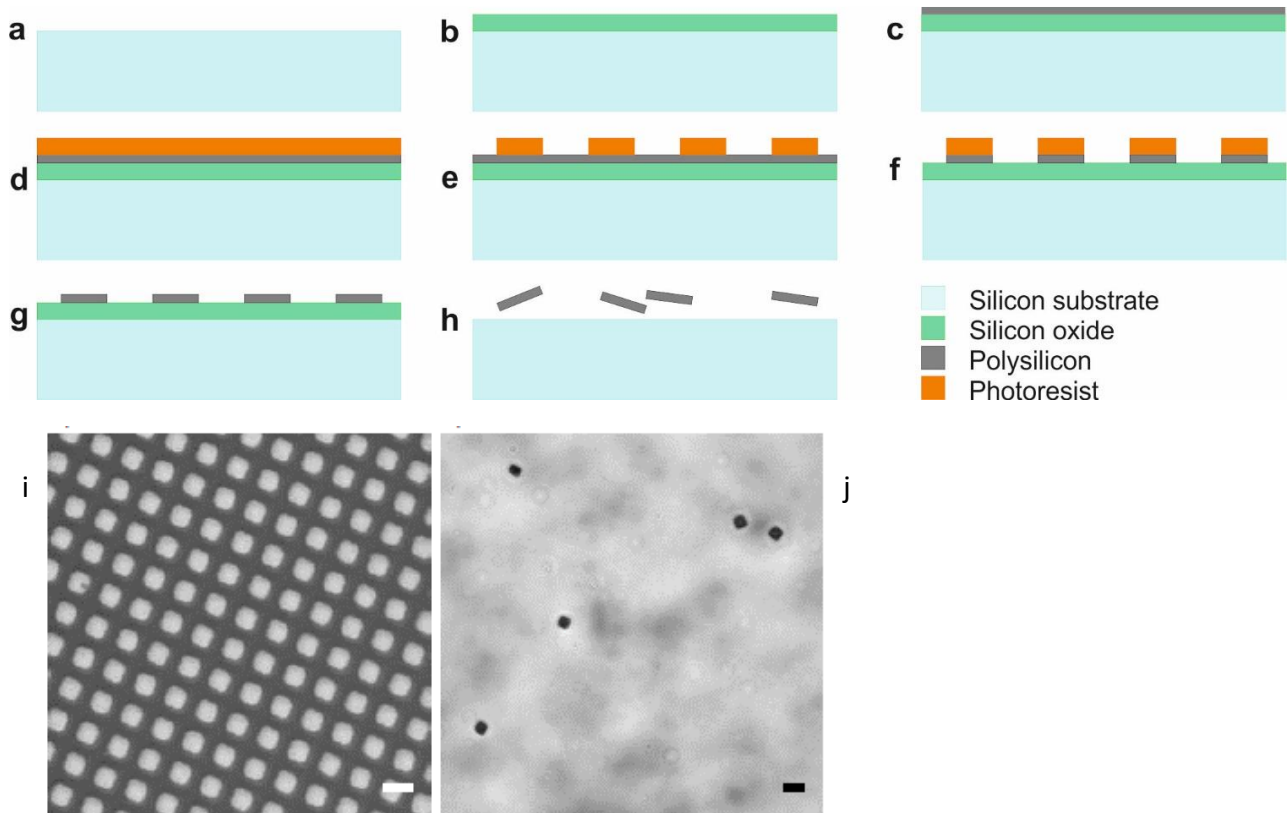 a
b
c
d
e
f
g
h
Silicon substrate
Silicon oxide
Polysilicon
Photoresist
i
j